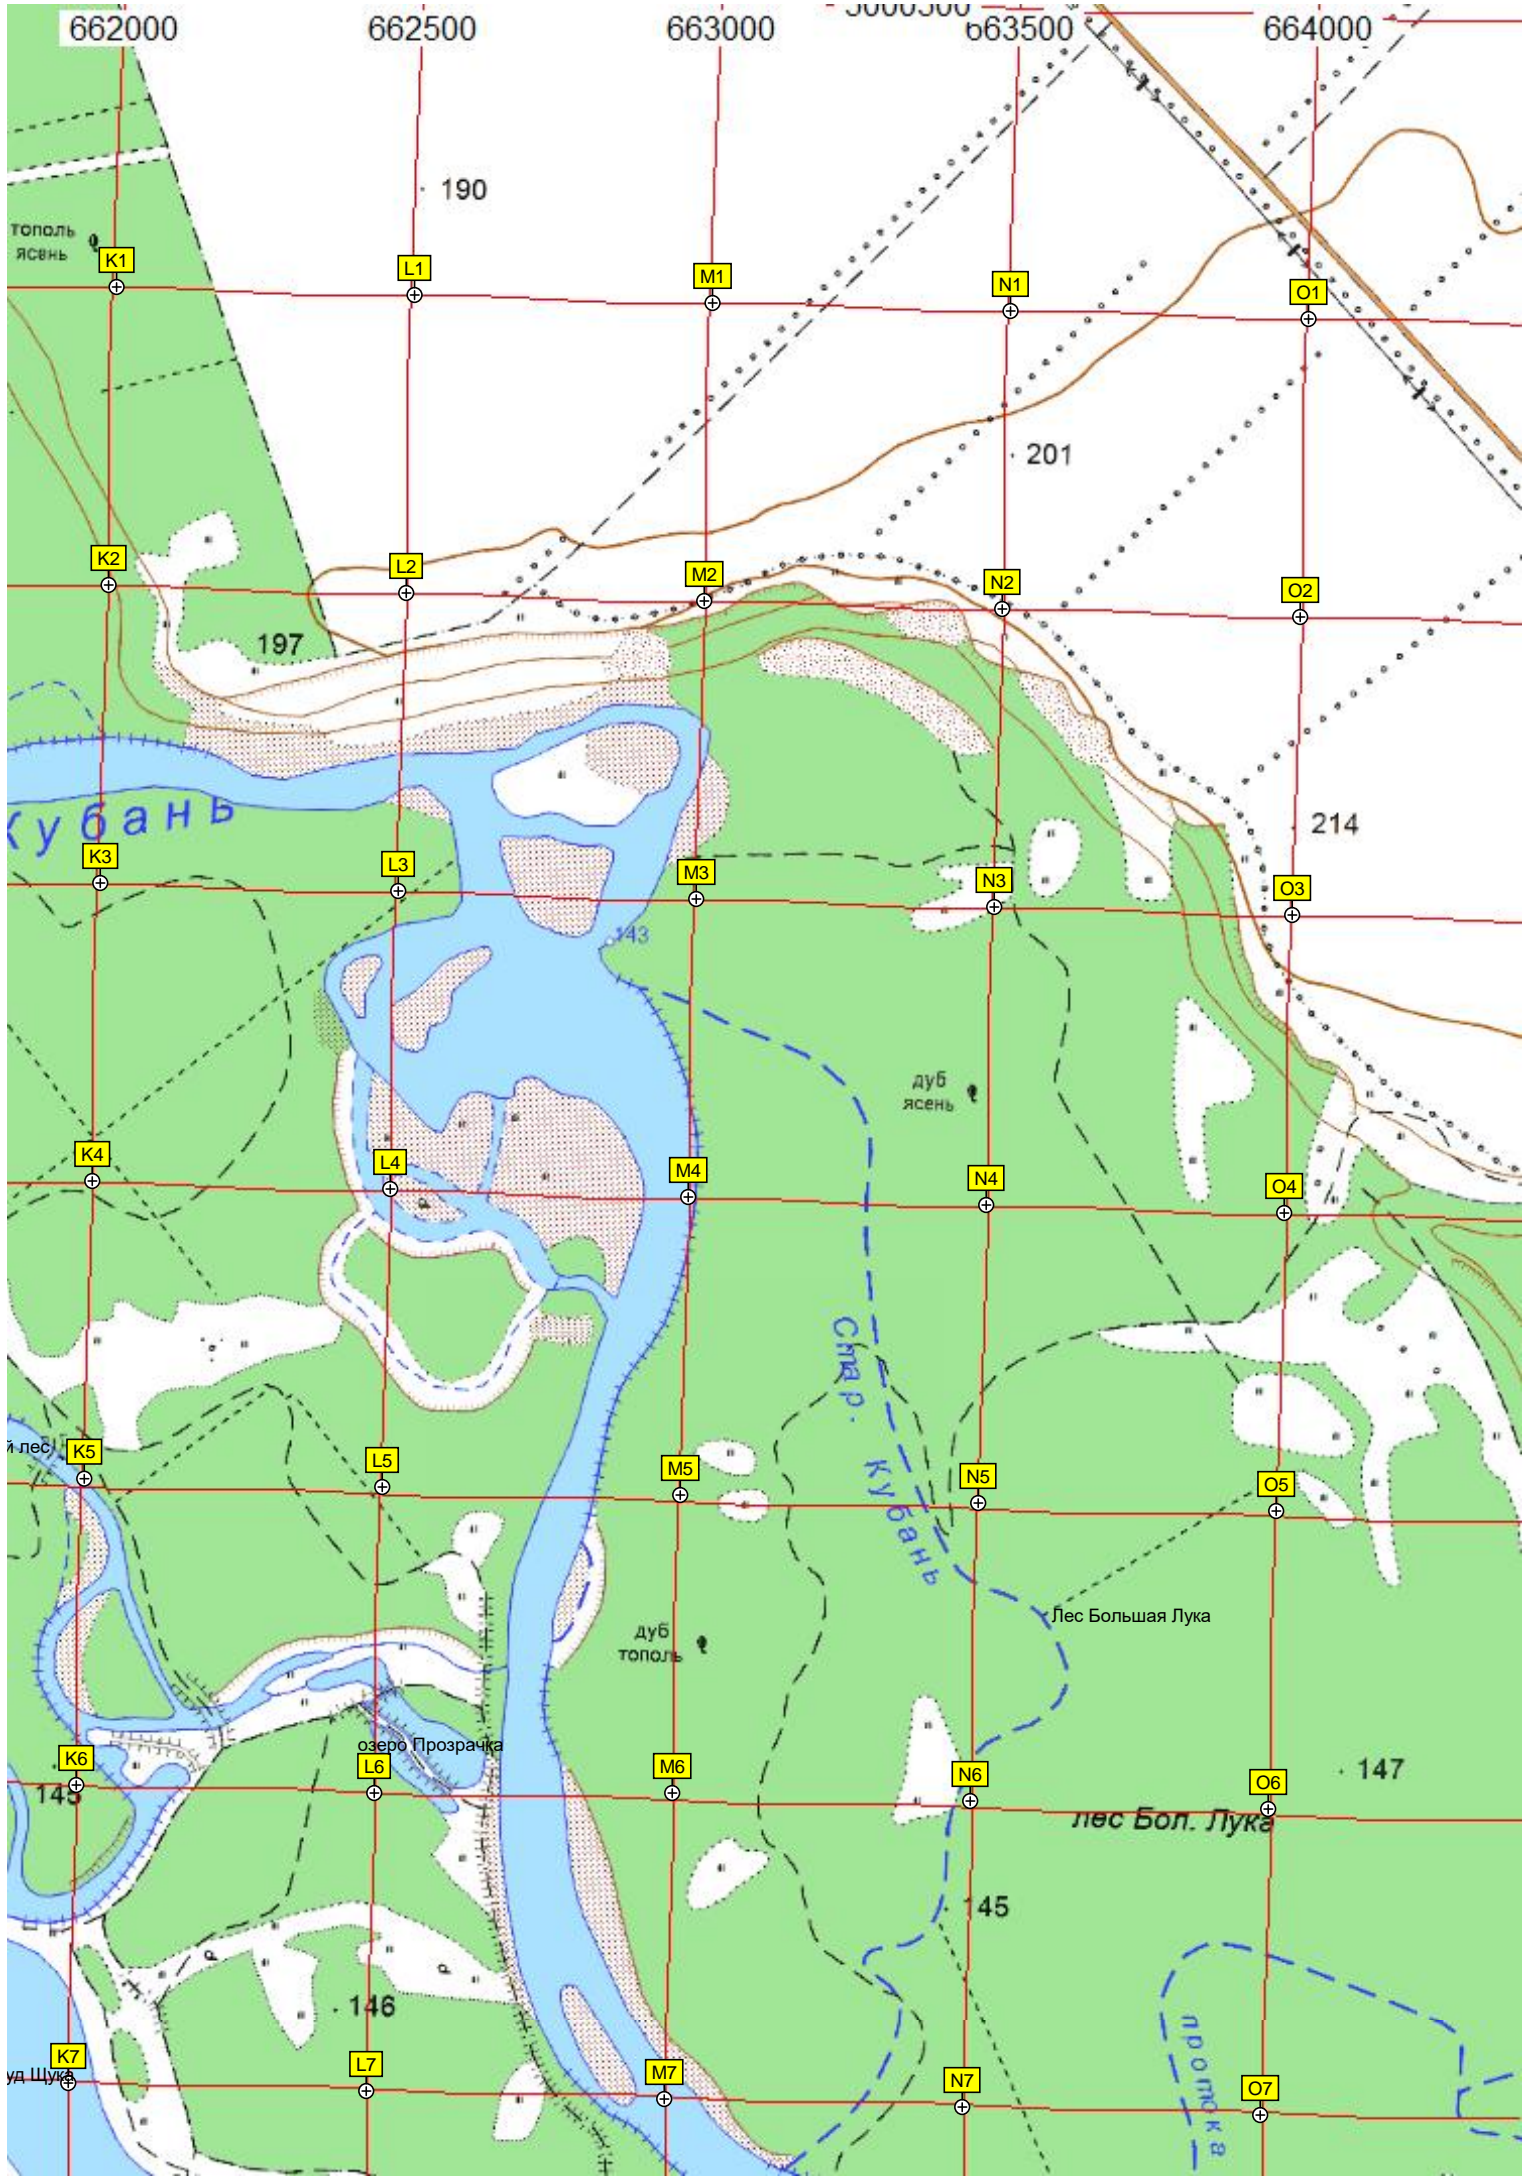 662000 662500 663000 663500 664000
5000500
190
тополь
ясень
K1 L1 M1 N1 O1
201
K2 L2 M2 N2 O2
197
Кубань
214
K3 L3 M3 N3 O3
143
дуб
ясень
K4 L4 M4 N4 O4
Стар. Кубань
й лес
K5 L5 M5 N5 O5
Лес Большая Лука
дуб
тополь
озеро Прозрачка
K6 L6 M6 N6 O6
147
145
лес Бол. Лука
145
146
протока
K7 L7 M7 N7 O7
уд Щука